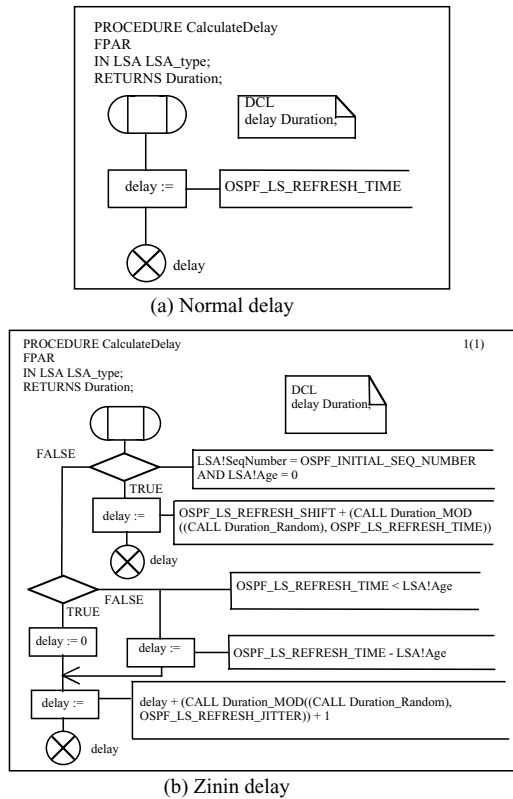 PROCEDURE CalculateDelay
FPAR
IN LSA LSA_type;
RETURNS Duration;
DCL
delay Duration;
delay :=
OSPF_LS_REFRESH_TIME
delay
(a) Normal delay
PROCEDURE CalculateDelay
1(1)
FPAR
IN LSA LSA_type;
RETURNS Duration;
DCL
delay Duration;
FALSE
LSA!SeqNumber = OSPF_INITIAL_SEQ_NUMBER
AND LSA!Age = 0
TRUE
delay :=
OSPF_LS_REFRESH_SHIFT + (CALL Duration_MOD
((CALL Duration_Random), OSPF_LS_REFRESH_TIME))
delay
FALSE
OSPF_LS_REFRESH_TIME < LSA!Age
TRUE
delay := 0
delay :=
OSPF_LS_REFRESH_TIME - LSA!Age
delay :=
delay + (CALL Duration_MOD((CALL Duration_Random),
OSPF_LS_REFRESH_JITTER)) + 1
delay
(b) Zinin delay